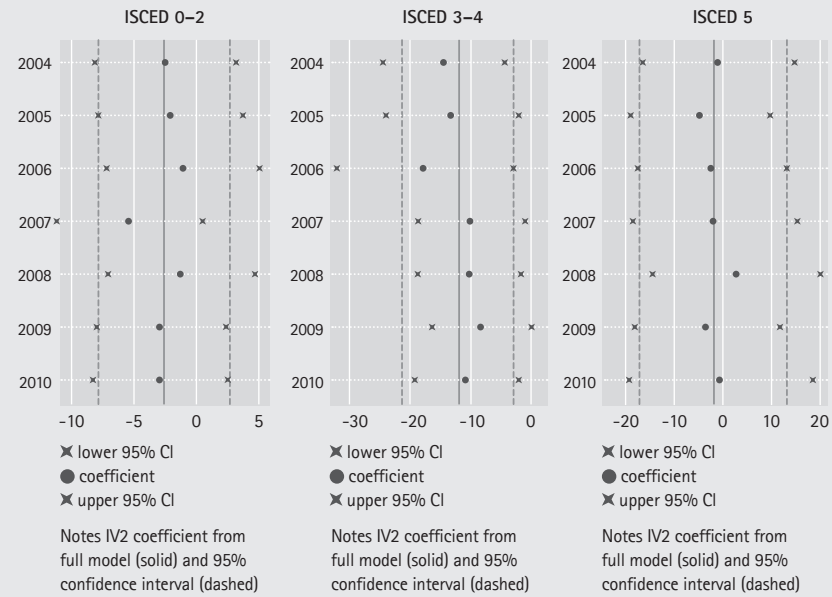 ISCED 0–2
2004
2005
2006
2007
2008
2009
2010
-10 -5 0 5
lower 95% CI
coefficient
upper 95% CI
Notes IV2 coefficient from
full model (solid) and 95%
confidence interval (dashed)
ISCED 3–4
2004
2005
2006
2007
2008
2009
2010
-30 -20 -10 0
lower 95% CI
coefficient
upper 95% CI
Notes IV2 coefficient from
full model (solid) and 95%
confidence interval (dashed)
ISCED 5
2004
2005
2006
2007
2008
2009
2010
-20 -10 0 10 20
lower 95% CI
coefficient
upper 95% CI
Notes IV2 coefficient from
full model (solid) and 95%
confidence interval (dashed)